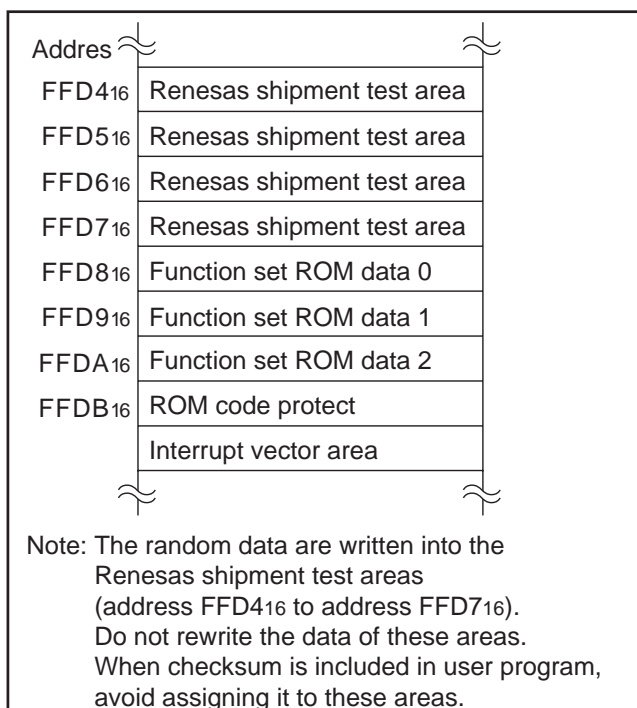 Addres
FFD416 Renesas shipment test area
FFD516 Renesas shipment test area
FFD616 Renesas shipment test area
FFD716 Renesas shipment test area
FFD816 Function set ROM data 0
FFD916 Function set ROM data 1
FFDA16 Function set ROM data 2
FFDB16 ROM code protect
Interrupt vector area
Note: The random data are written into the
Renesas shipment test areas
(address FFD416 to address FFD716).
Do not rewrite the data of these areas.
When checksum is included in user program,
avoid assigning it to these areas.